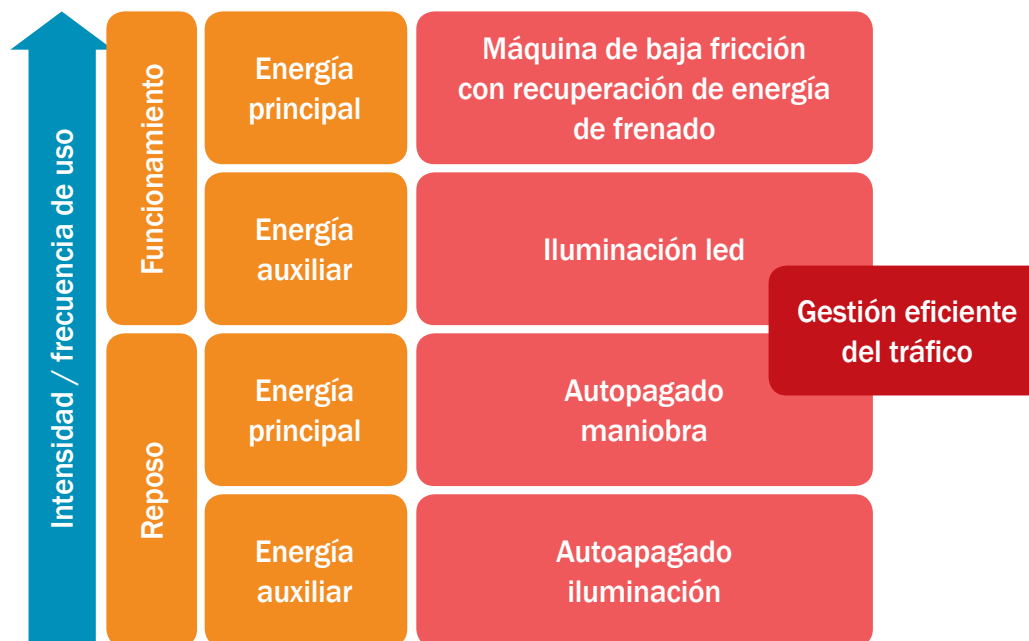 Intensidad / frecuencia de uso
Funcionamiento
Energía
principal
Máquina de baja fricción
con recuperación de energía
de frenado
Energía
auxiliar
Iluminación led
Gestión eficiente
del tráfico
Reposo
Energía
principal
Autopagado
maniobra
Energía
auxiliar
Autoapagado
iluminación